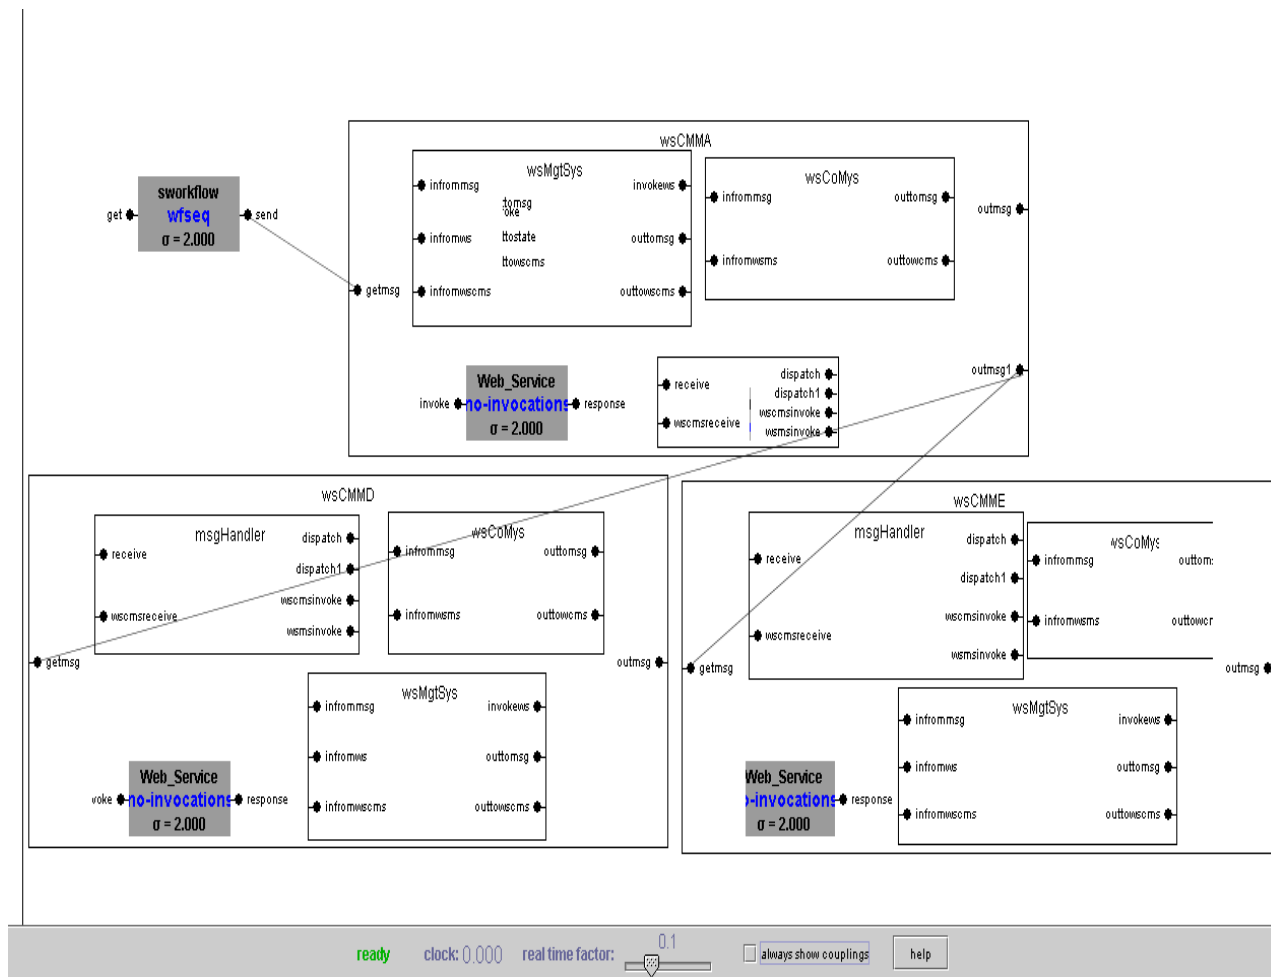 wsCMMA
wsMgtSys
infrommsg
invokews
infromws
ttostate
outtomsg
ttowscms
infromwscms
outtowscms
wsCoMys
infrommsg
outtomsg
infromwsms
outtowcms
outmsg
sworkflow
get
wfseq
send
σ = 2.000
getmsg
outmsg1
Web_Service
invoke
no-invocations
response
σ = 2.000
receive
dispatch
dispatch1
wscmsreceive
wscmsinvoke
wsmsinvoke
wsCMMD
msgHandler
receive
dispatch
dispatch1
wscmsreceive
wscmsinvoke
wsmsinvoke
wsCoMys
infrommsg
outtomsg
infromwsms
outtowcms
getmsg
outmsg
wsMgtSys
infrommsg
invokews
infromws
outtomsg
infromwscms
outtowscms
Web_Service
voke
no-invocations
response
σ = 2.000
wsCMME
msgHandler
receive
dispatch
dispatch1
wscmsreceive
wscmsinvoke
wsmsinvoke
wsCoMys
infrommsg
outtom
infromwsms
outtowcr
getmsg
outmsg
wsMgtSys
infrommsg
invokews
infromws
outtomsg
infromwscms
outtowscms
Web_Service
o-invocations
response
σ = 2.000
ready
clock: 0.000
real time factor:
0.1
always show couplings
help